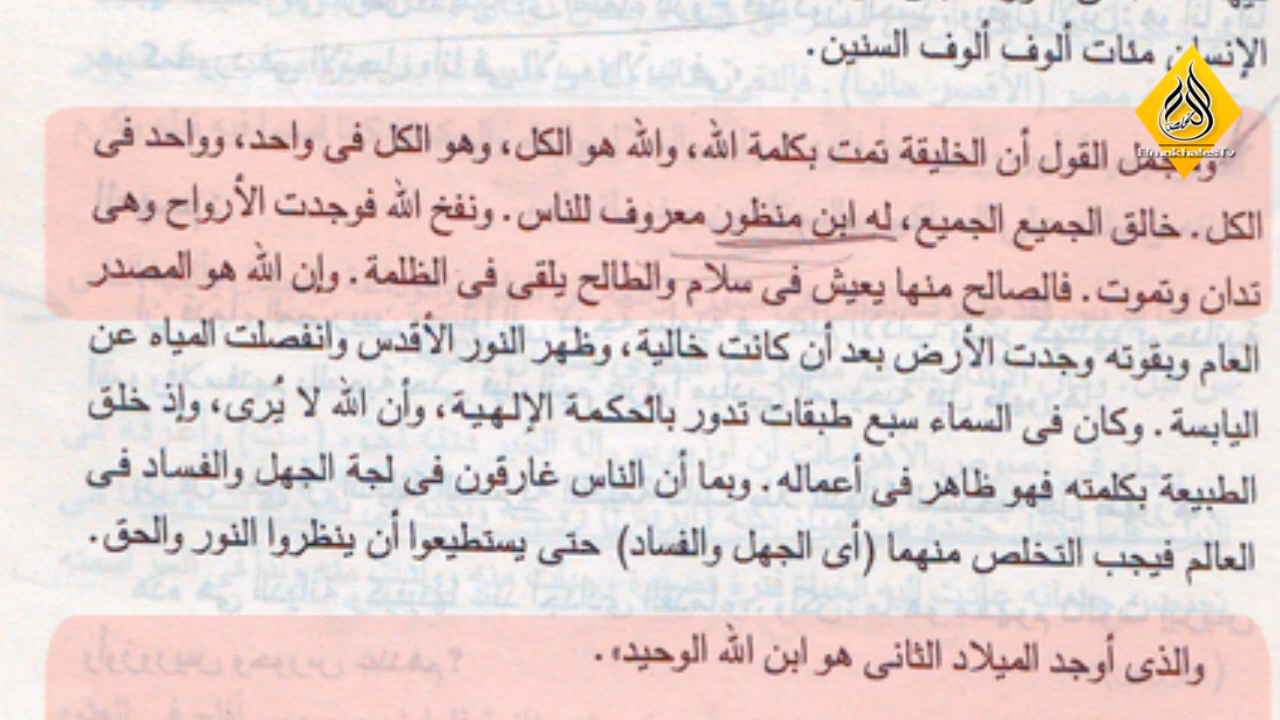 الإنسان مئات ألوف ألوف السنين.
ومجمل القول أن الخليقة تمت بكلمة الله، والله هو الكل، وهو الكل فى واحد، وواحد فى
الكل. خالق الجميع الجميع، له ابن منظور معروف للناس. ونفخ الله فوجدت الأرواح وهى
تدان وتموت. فالصالح منها يعيش فى سلام والطالح يلقى فى الظلمة. وإن الله هو المصدر
العام وبقوته وجدت الأرض بعد أن كانت خالية، وظهر النور الأقدس وانفصلت المياه عن
اليابسة. وكان فى السماء سبع طبقات تدور بالحكمة الإلهية، وأن الله لا يُرى، وإذ خلق
الطبيعة بكلمته فهو ظاهر فى أعماله. وبما أن الناس غارقون فى لجة الجهل والفساد فى
العالم فيجب التخلص منهما (أى الجهل والفساد) حتى يستطيعوا أن ينظروا النور والحق.
والذى أوجد الميلاد الثانى هو ابن الله الوحيد».
ElmokhalesTv